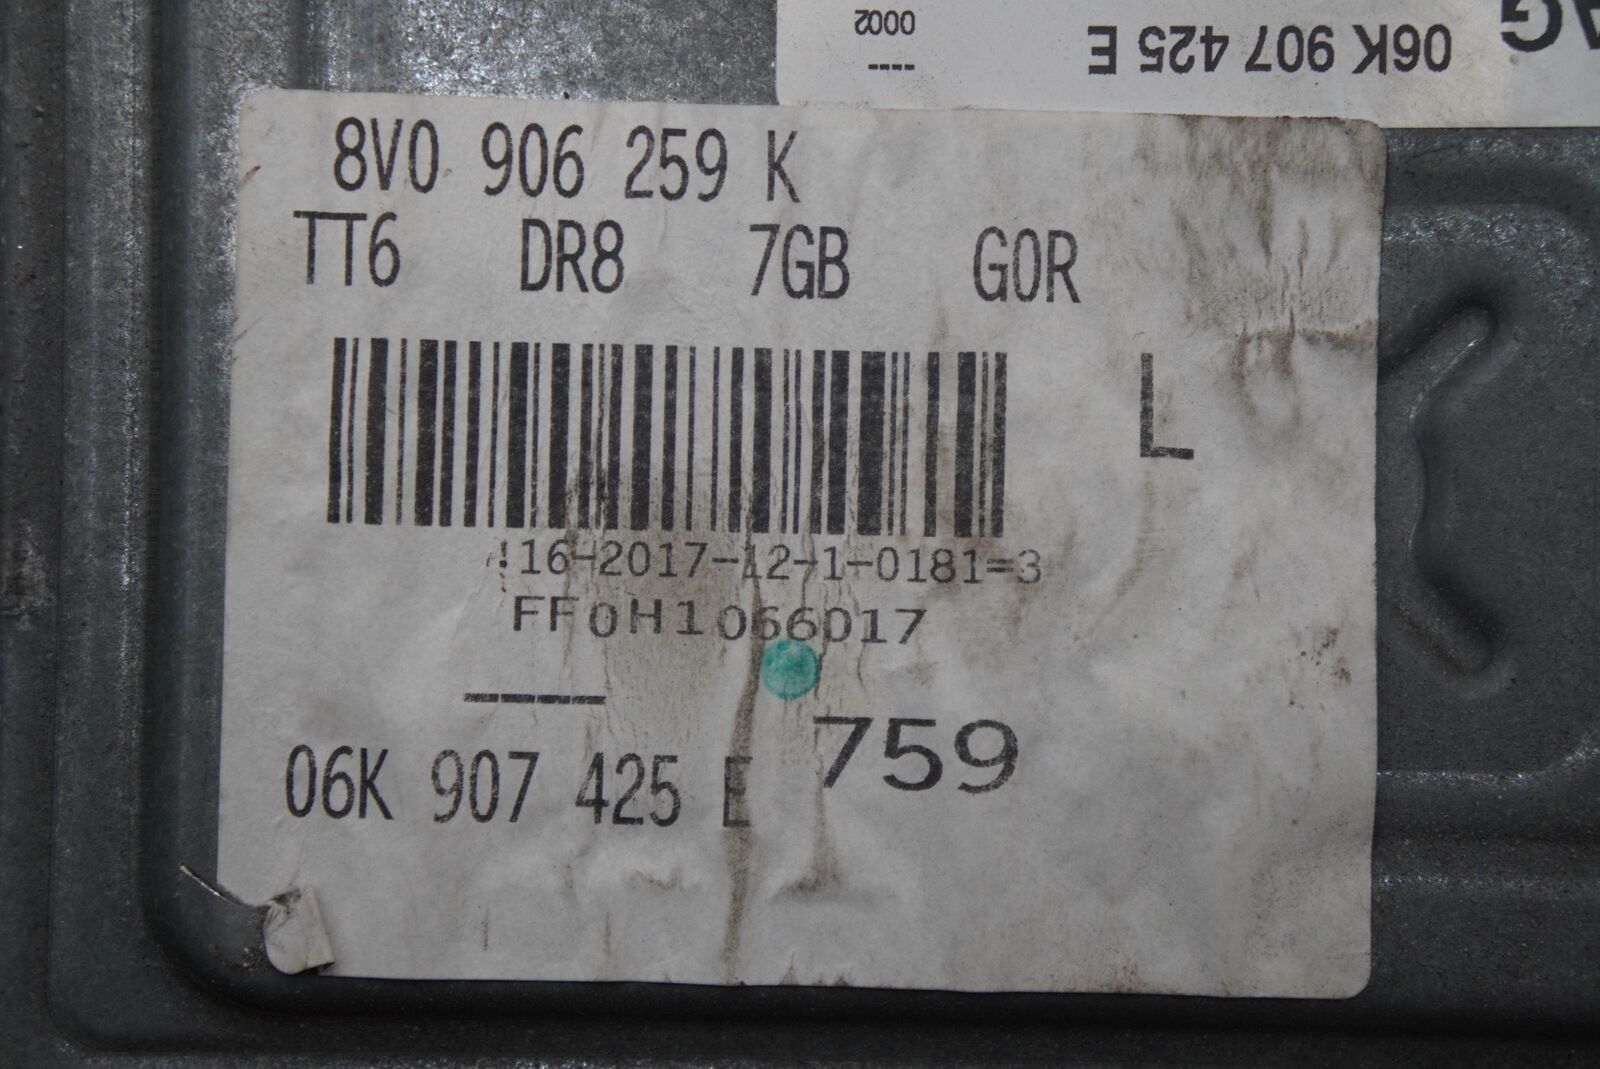 0002
----
06K 907 425 E
AG
8V0 906 259 K
TT6 DR8 7GB G0R
L
!16-2017-12-1-0181=3
FF0H1066017
----
759
06K 907 425 E